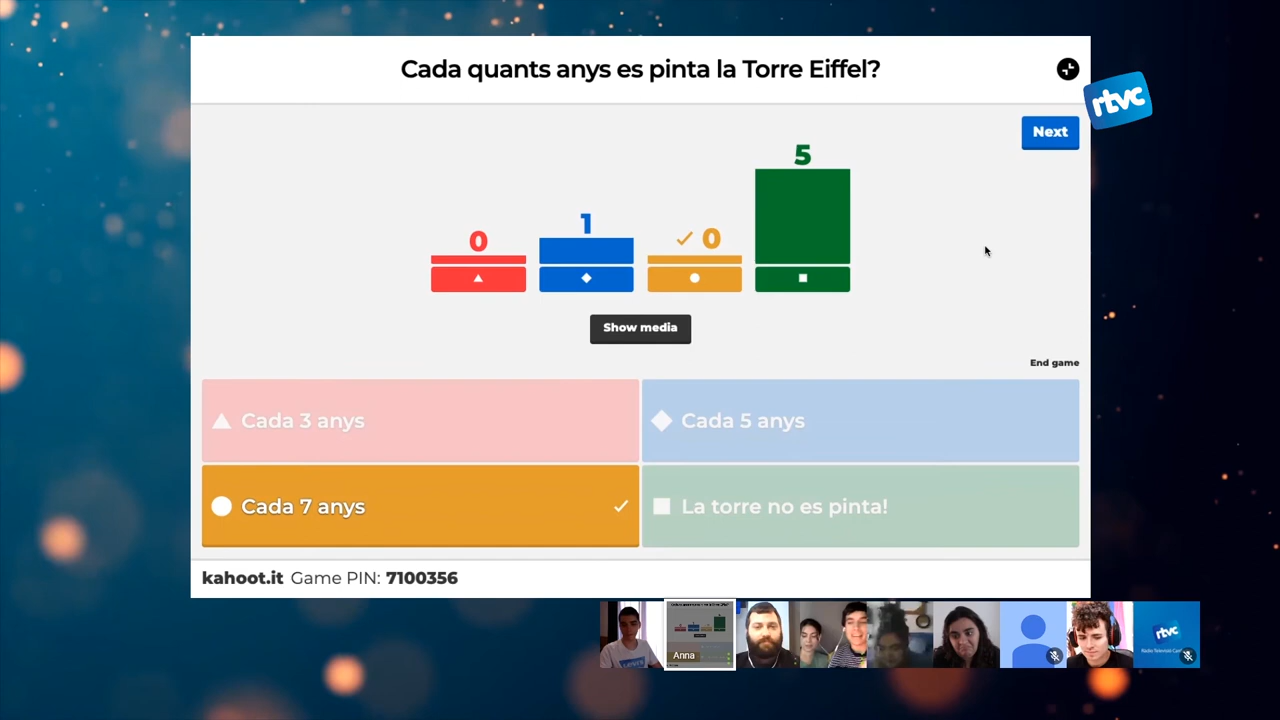 Cada quants anys es pinta la Torre Eiffel?
rtvc
Next
5
1
0
0
Show media
End game
Cada 3 anys
Cada 5 anys
Cada 7 anys
La torre no es pinta!
kahoot.it Game PIN: 7100356
Anna
rtvc